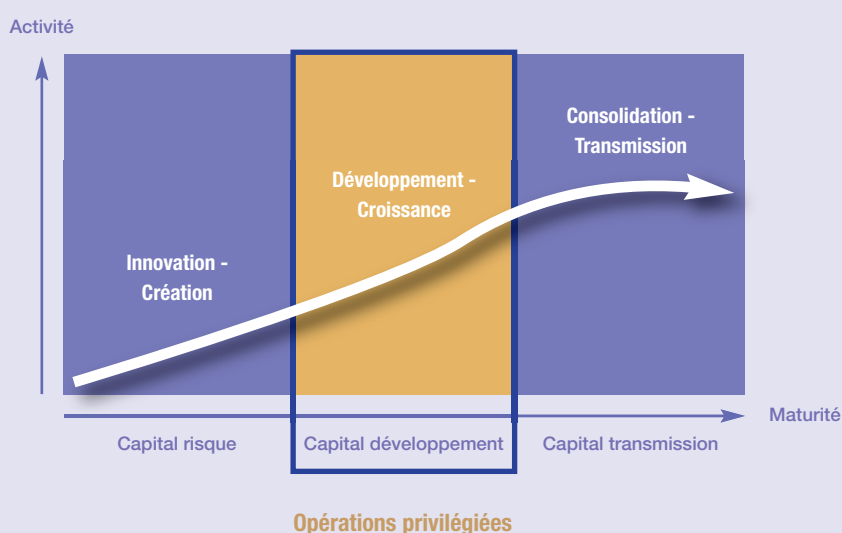 Activité
Consolidation -
Transmission
Développement -
Croissance
Innovation -
Création
Maturité
Capital risque
Capital développement
Capital transmission
Opérations privilégiées